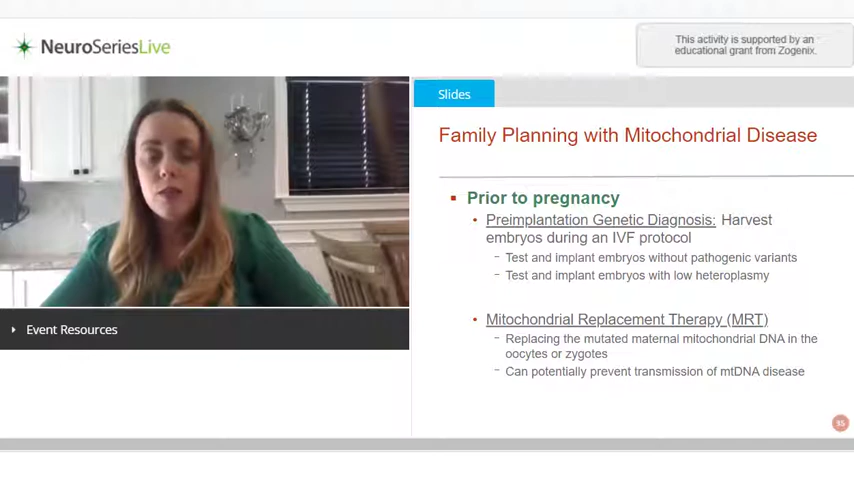 NeuroSeriesLive
This activity is supported by an
educational grant from Zogenix.
Slides
Family Planning with Mitochondrial Disease
▪ Prior to pregnancy
• Preimplantation Genetic Diagnosis: Harvest
embryos during an IVF protocol
– Test and implant embryos without pathogenic variants
– Test and implant embryos with low heteroplasmy
• Mitochondrial Replacement Therapy (MRT)
– Replacing the mutated maternal mitochondrial DNA in the
oocytes or zygotes
– Can potentially prevent transmission of mtDNA disease
Event Resources